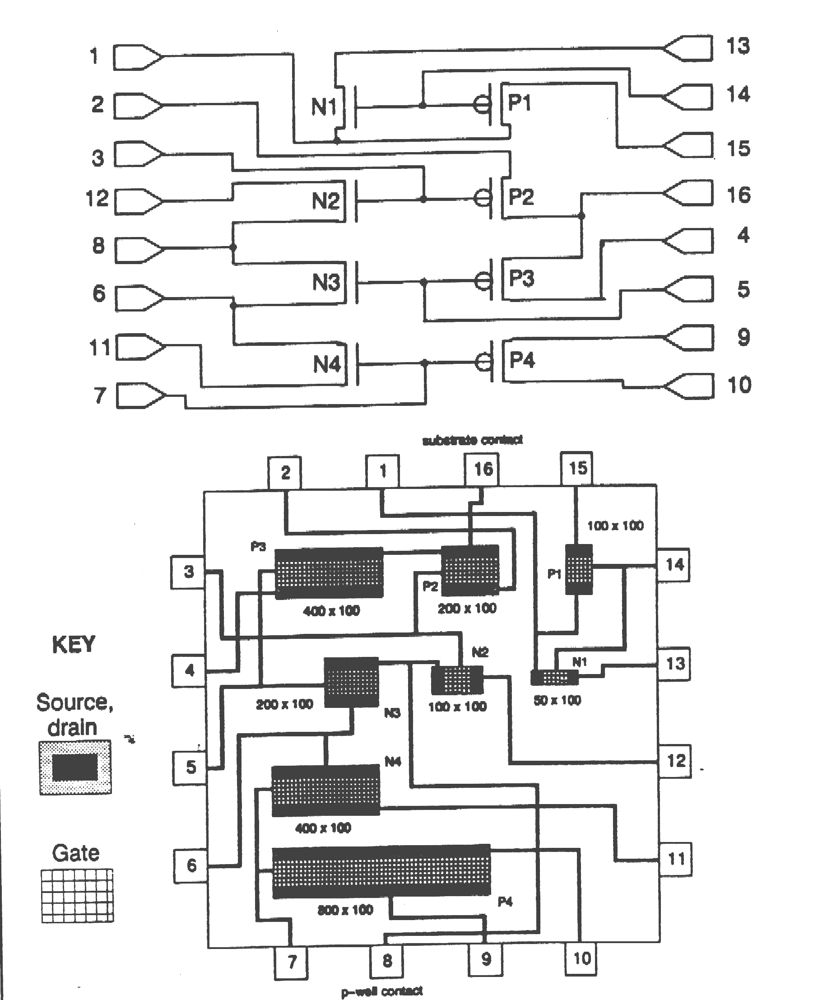 1
13
2
N1
P1
14
3
15
12
N2
P2
16
8
4
6
N3
P3
5
11
N4
P4
9
7
10
substrate contact
2
1
16
15
100 x 100
P3
3
P2
P1
14
400 x 100
200 x 100
KEY
N2
4
N1
13
Source,
drain
200 x 100
N3
100 x 100
50 x 100
5
N4
12
400 x 100
Gate
6
11
800 x 100
P4
7
8
9
10
p-well contact